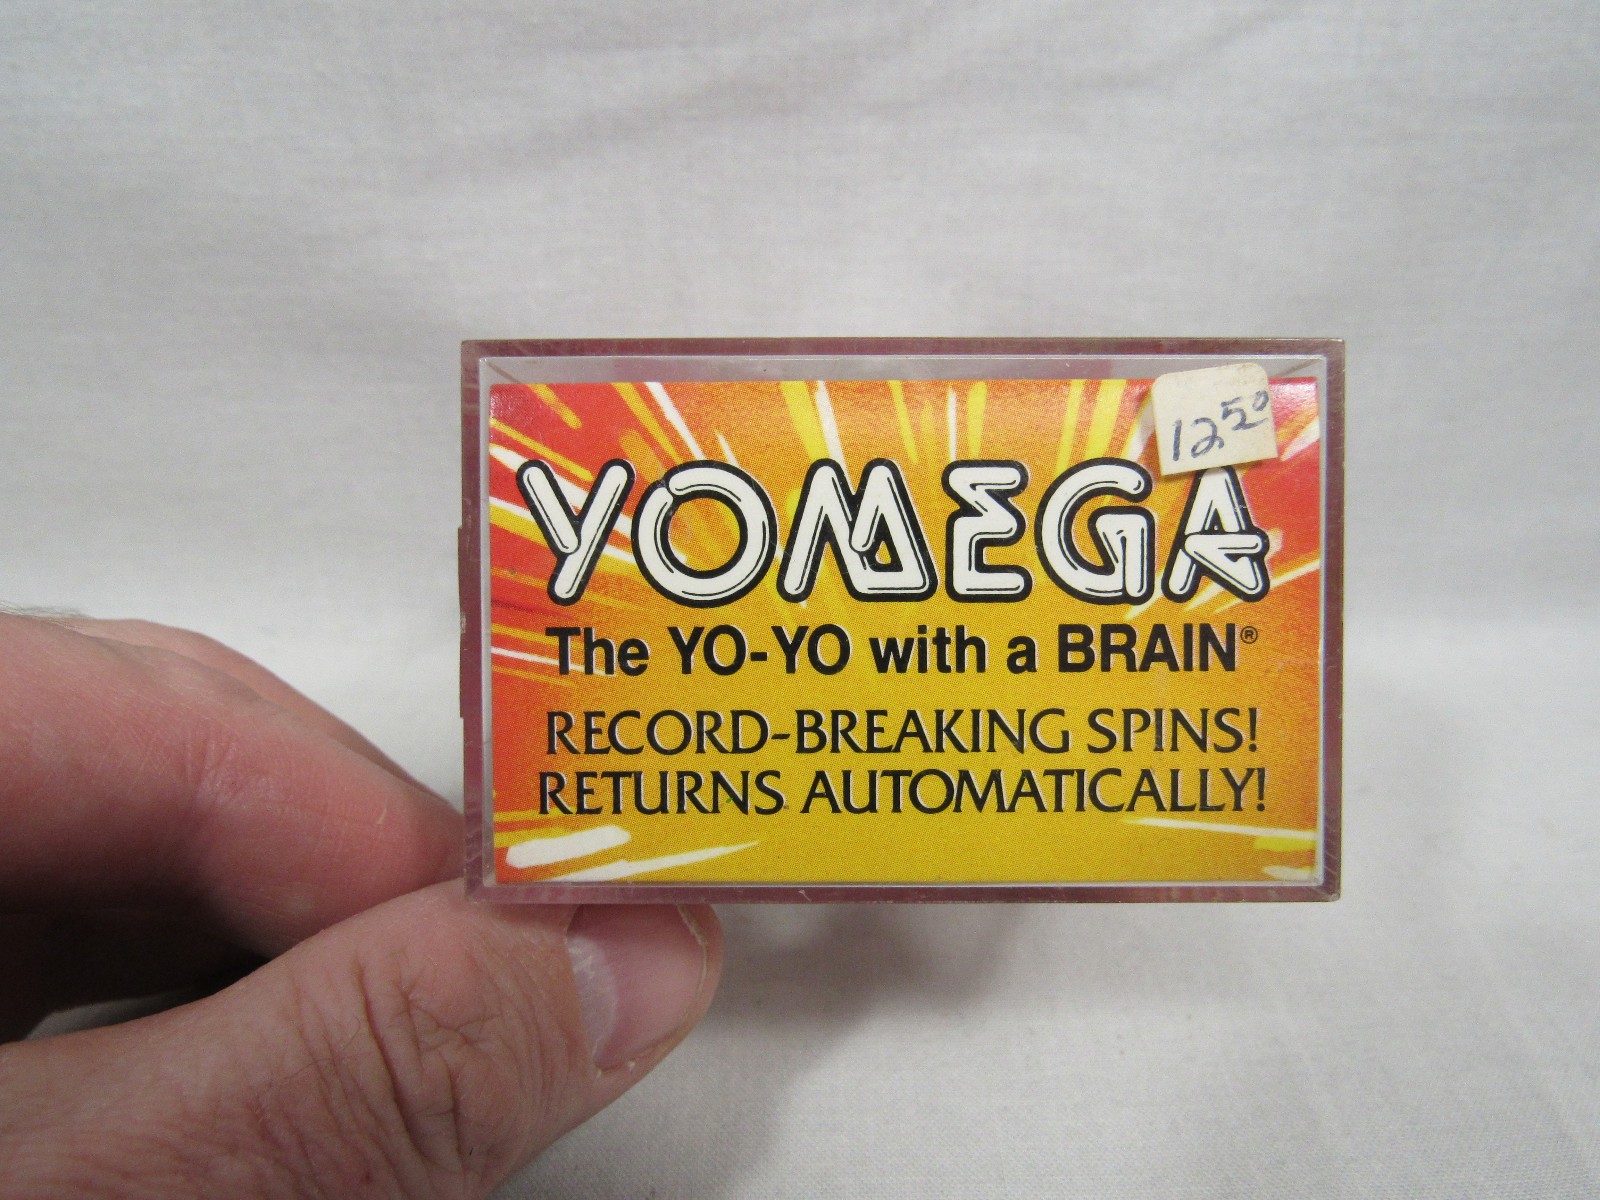 12⁵⁰
YOMEGA
The YO-YO with a BRAIN®
RECORD-BREAKING SPINS!
RETURNS AUTOMATICALLY!